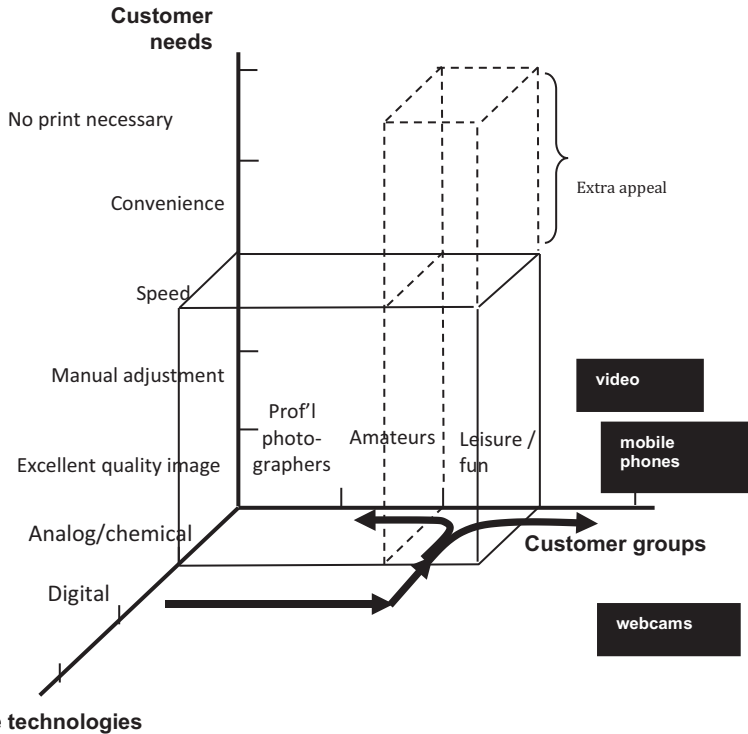 Customer
needs
No print necessary
Extra appeal
Convenience
Speed
Manual adjustment
video
Prof'l
photo-
graphers
Amateurs
Leisure /
fun
mobile
phones
Excellent quality image
Analog/chemical
Customer groups
Digital
webcams
technologies